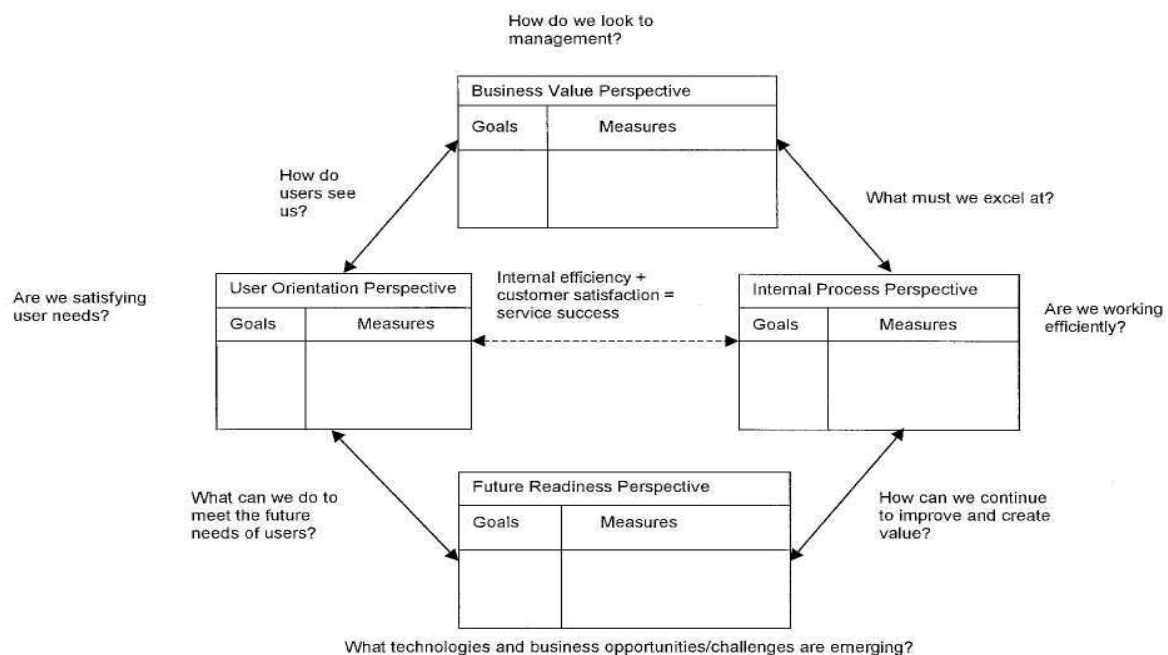 How do we look to
management?
Business Value Perspective
Goals Measures
How do
users see
us?
What must we excel at?
Are we satisfying
user needs?
User Orientation Perspective
Goals Measures
Internal efficiency +
customer satisfaction =
service success
Internal Process Perspective
Goals Measures
Are we working
efficiently?
What can we do to
meet the future
needs of users?
Future Readiness Perspective
Goals Measures
How can we continue
to improve and create
value?
What technologies and business opportunities/challenges are emerging?